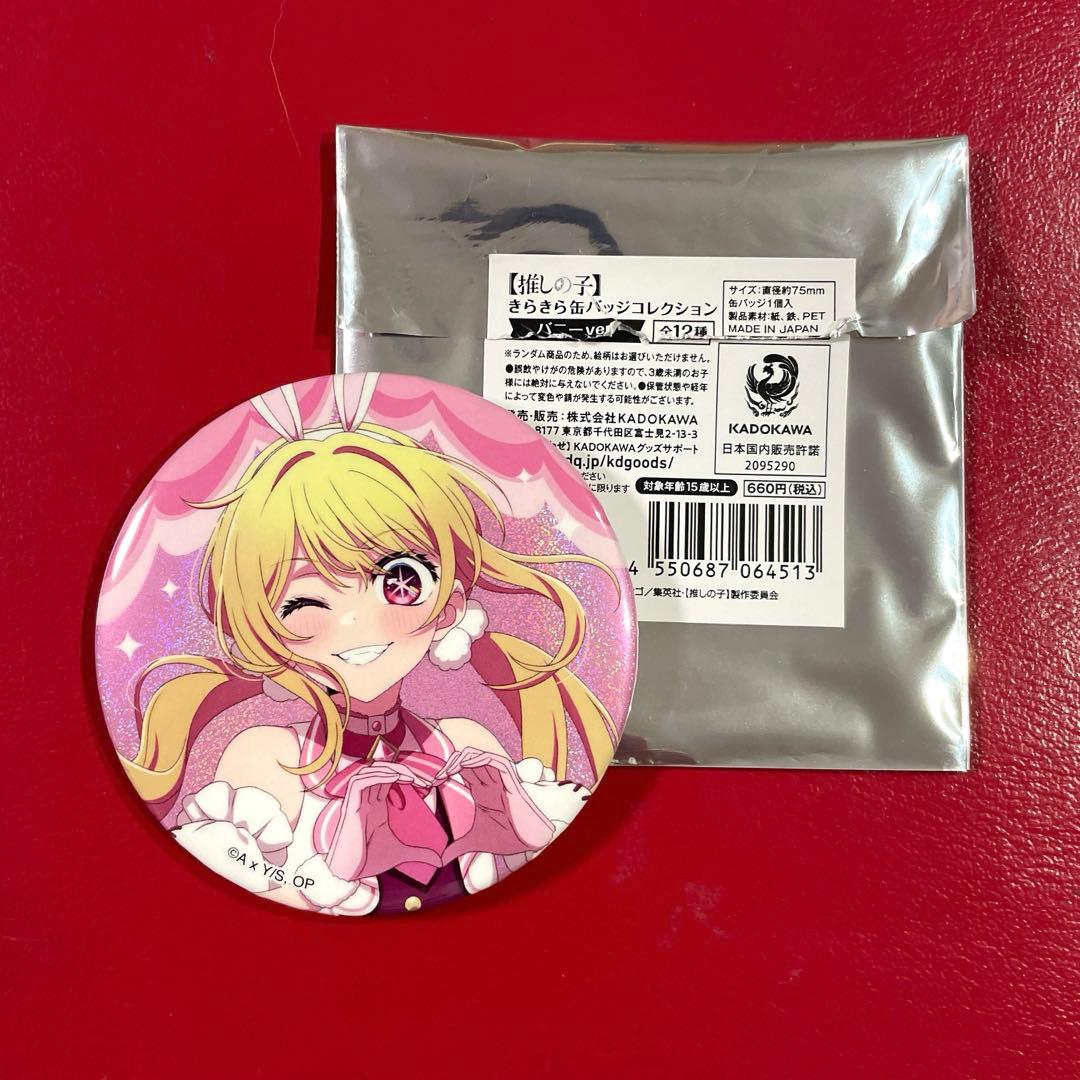 【推しの子】
きらきら缶バッジコレクション
バニーver
全12種
サイズ:直径約75mm
缶バッジ1個入
製品素材:紙、鉄、PET
MADE IN JAPAN
※ランダム商品のため、絵柄はお選びいただけません。
●誤飲やけがの危険がありますので、3歳未満のお子
様には絶対に与えないでください。●保管状態や経年
によって変色や錆が発生する可能性がございます。
発売・販売:株式会社KADOKAWA
8177 東京都千代田区富士見2-13-3
せ】KADOKAWAグッズサポート
dq.jp/kdgoods/
ださい
に限ります
対象年齢15歳以上
660円(税込)
KADOKAWA
日本国内販売許諾
2095290
4 550687 064513
ゴ/集英社・【推しの子】製作委員会
©A x Y/S, OP